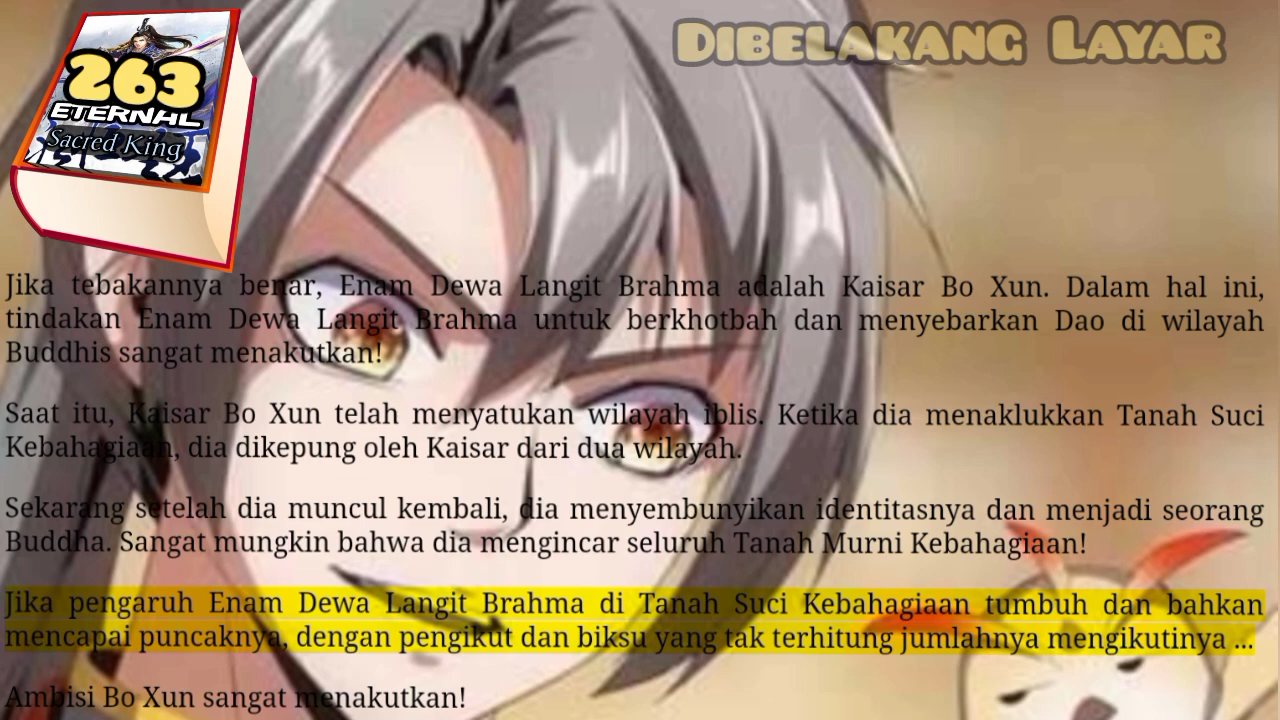 Dibelakang Layar
263
ETERNAL
Sacred King
Jika tebakannya benar, Enam Dewa Langit Brahma adalah Kaisar Bo Xun. Dalam hal ini,
tindakan Enam Dewa Langit Brahma untuk berkhotbah dan menyebarkan Dao di wilayah
Buddhis sangat menakutkan!
Saat itu, Kaisar Bo Xun telah menyatukan wilayah iblis. Ketika dia menaklukkan Tanah Suci
Kebahagiaan, dia dikepung oleh Kaisar dari dua wilayah.
Sekarang setelah dia muncul kembali, dia menyembunyikan identitasnya dan menjadi seorang
Buddha. Sangat mungkin bahwa dia mengincar seluruh Tanah Murni Kebahagiaan!
Jika pengaruh Enam Dewa Langit Brahma di Tanah Suci Kebahagiaan tumbuh dan bahkan
mencapai puncaknya, dengan pengikut dan biksu yang tak terhitung jumlahnya mengikutinya ...
Ambisi Bo Xun sangat menakutkan!